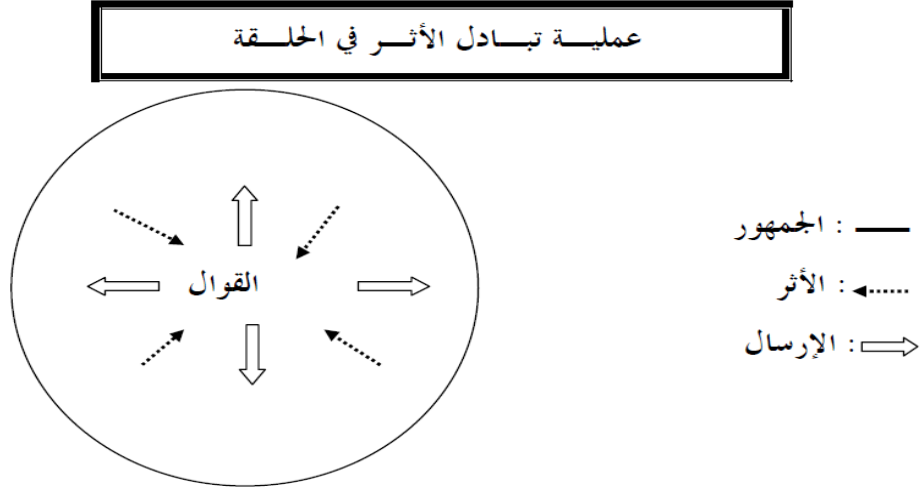 عمليـــة تبـــادل الأثـــر في الحلـــقة
القوال
: الجمهور
: الأثر
: الإرسال